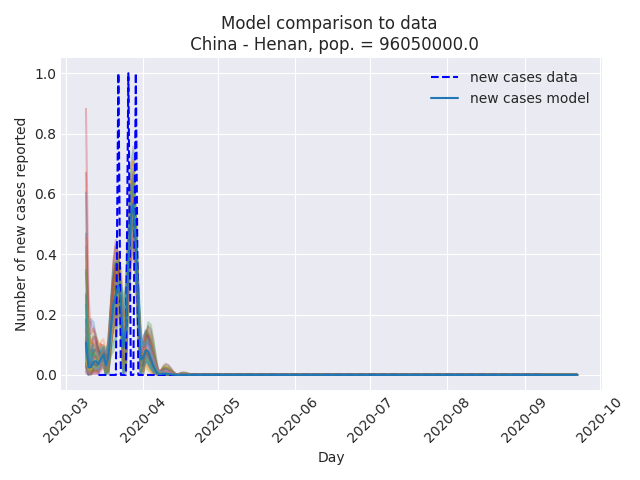 Model comparison to data
China - Henan, pop. = 96050000.0
new cases data
new cases model
Number of new cases reported
1.0
0.8
0.6
0.4
0.2
0.0
2020-03
2020-04
2020-05
2020-06
2020-07
2020-08
2020-09
2020-10
Day